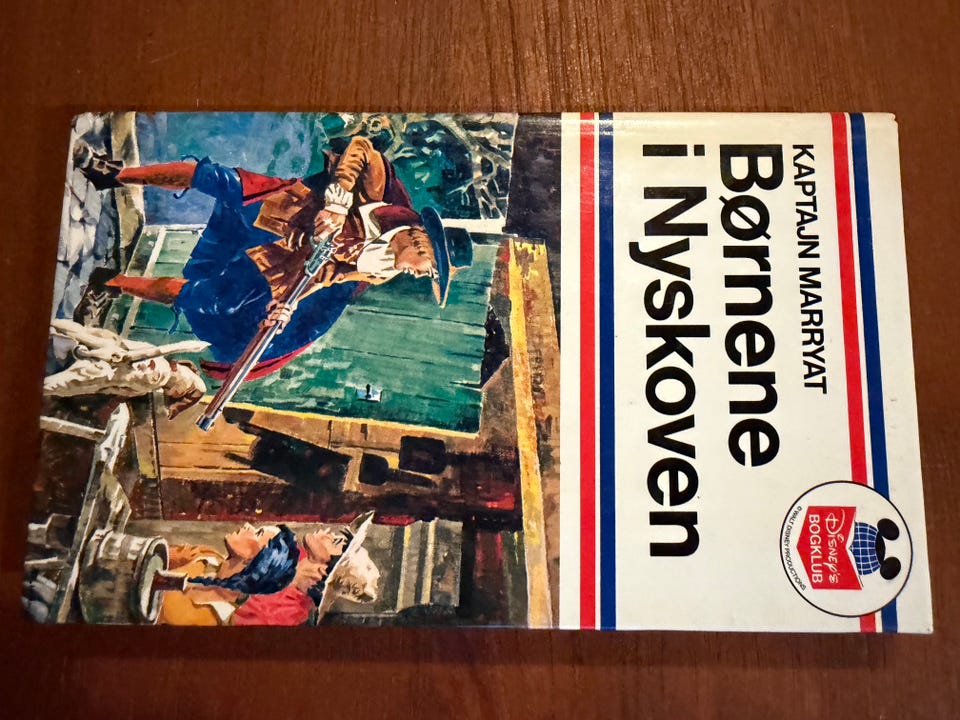 KAPTAJN MARRYAT
Børnene
i Nyskoven
DISNEY'S
BOGKLUB
© WALT DISNEY PRODUCTIONS